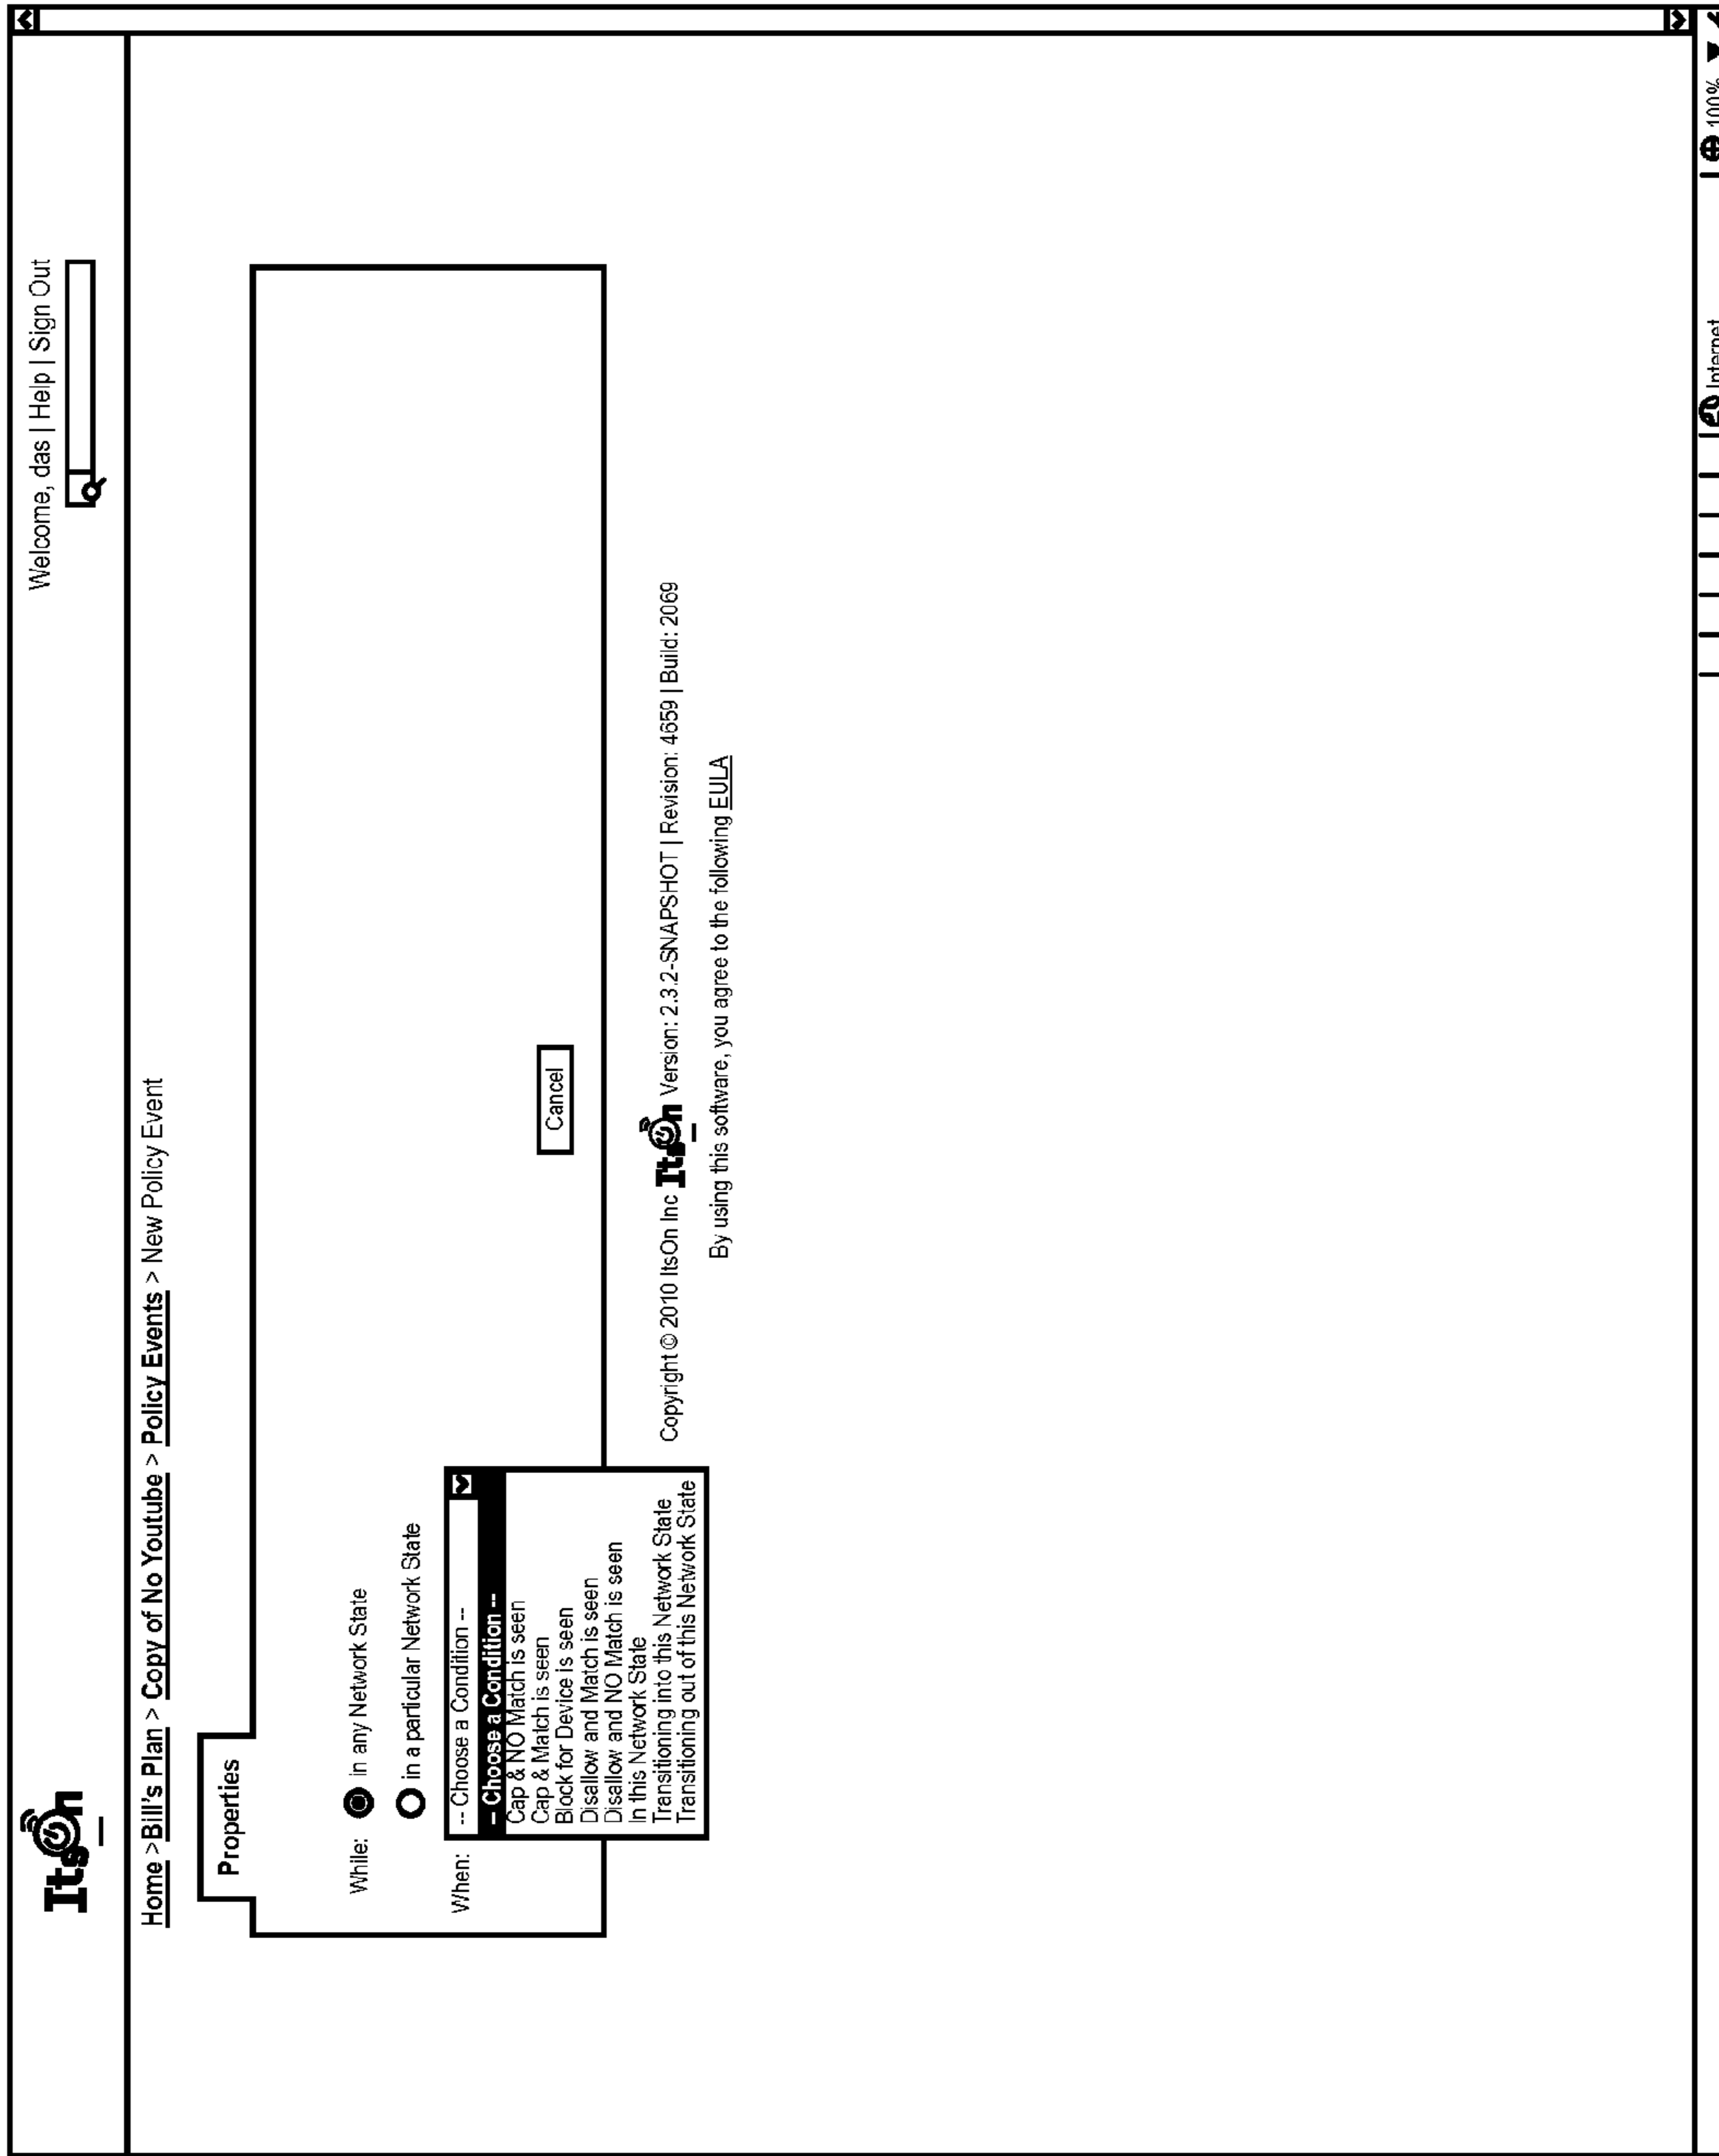 ItsOn
Welcome, das | Help | Sign Out
Home >Bill's Plan > Copy of No Youtube > Policy Events > New Policy Event
Properties
While: in any Network State
in a particular Network State
When: -- Choose a Condition --
-- Choose a Condition --
Cap & NO Match is seen
Cap & Match is seen
Block for Device is seen
Disallow and Match is seen
Disallow and NO Match is seen
In this Network State
Transitioning into this Network State
Transitioning out of this Network State
Cancel
Copyright © 2010 ItsOn Inc ItsOn Version: 2.3.2-SNAPSHOT | Revision: 4659 | Build: 2069
By using this software, you agree to the following EULA
Internet 100%